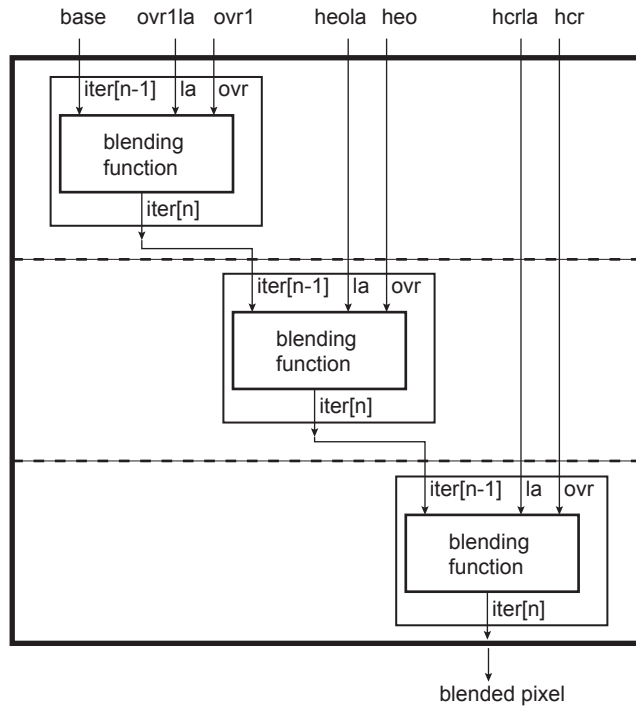 base ovr1la ovr1 heola heo hcrla hcr
iter[n-1] la ovr
blending
function
iter[n]
iter[n-1] la ovr
blending
function
iter[n]
iter[n-1] la ovr
blending
function
iter[n]
blended pixel